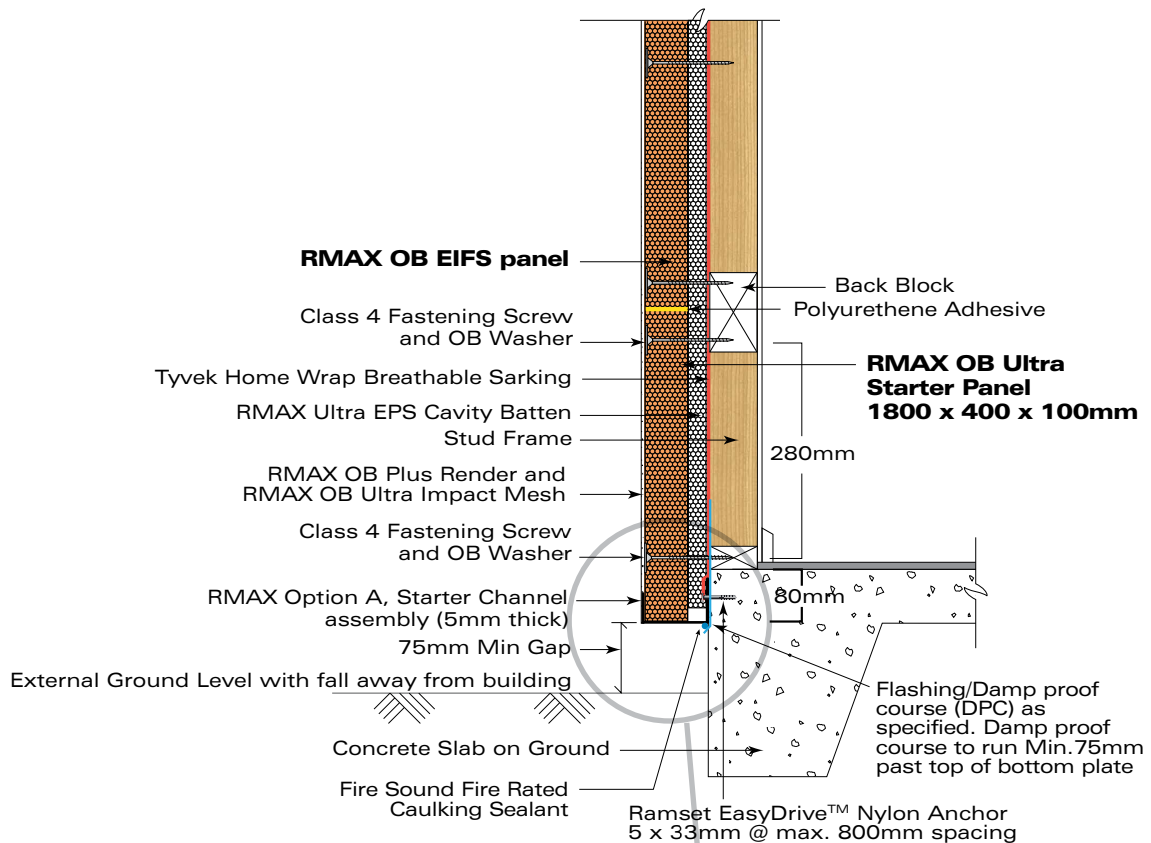 RMAX OB EIFS panel
Class 4 Fastening Screw
and OB Washer
Tyvek Home Wrap Breathable Sarking
RMAX Ultra EPS Cavity Batten
Stud Frame
RMAX OB Plus Render and
RMAX OB Ultra Impact Mesh
Class 4 Fastening Screw
and OB Washer
RMAX Option A, Starter Channel
assembly (5mm thick)
75mm Min Gap
External Ground Level with fall away from building
Concrete Slab on Ground
Fire Sound Fire Rated
Caulking Sealant
Back Block
Polyurethene Adhesive
RMAX OB Ultra
Starter Panel
1800 x 400 x 100mm
280mm
80mm
Flashing/Damp proof
course (DPC) as
specified. Damp proof
course to run Min.75mm
past top of bottom plate
Ramset EasyDrive™ Nylon Anchor
5 x 33mm @ max. 800mm spacing